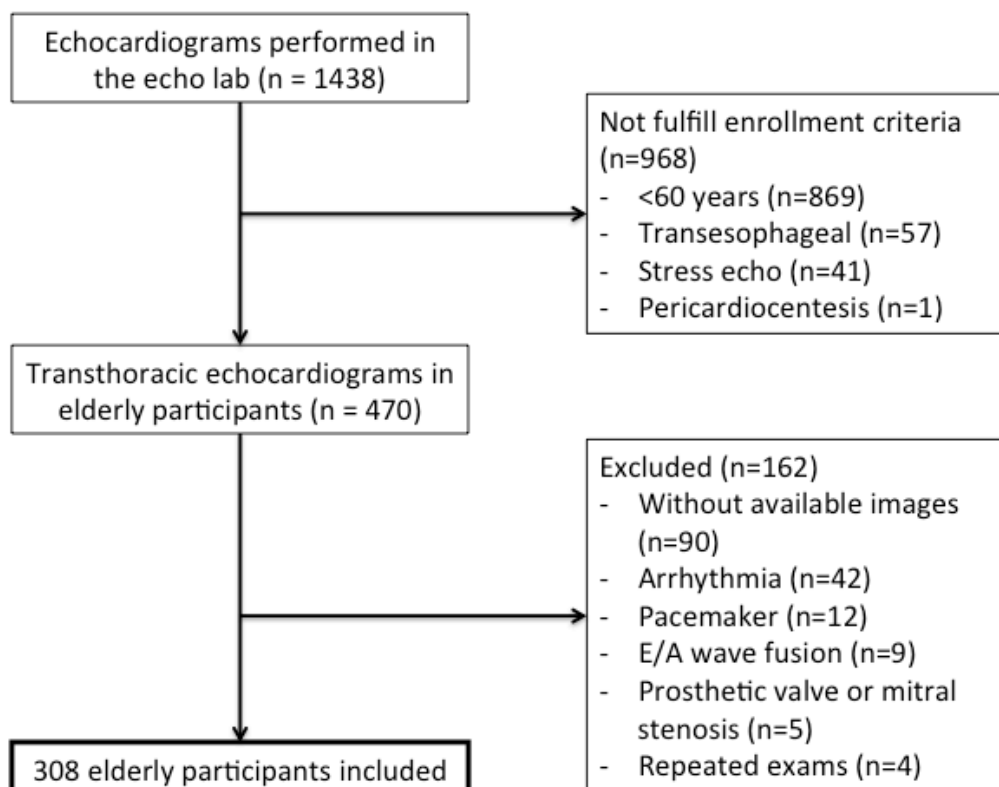 Echocardiograms performed in
the echo lab (n = 1438)
Not fulfill enrollment criteria
(n=968)
- <60 years (n=869)
- Transesophageal (n=57)
- Stress echo (n=41)
- Pericardiocentesis (n=1)
Transthoracic echocardiograms in
elderly participants (n = 470)
Excluded (n=162)
- Without available images
(n=90)
- Arrhythmia (n=42)
- Pacemaker (n=12)
- E/A wave fusion (n=9)
- Prosthetic valve or mitral
stenosis (n=5)
- Repeated exams (n=4)
308 elderly participants included